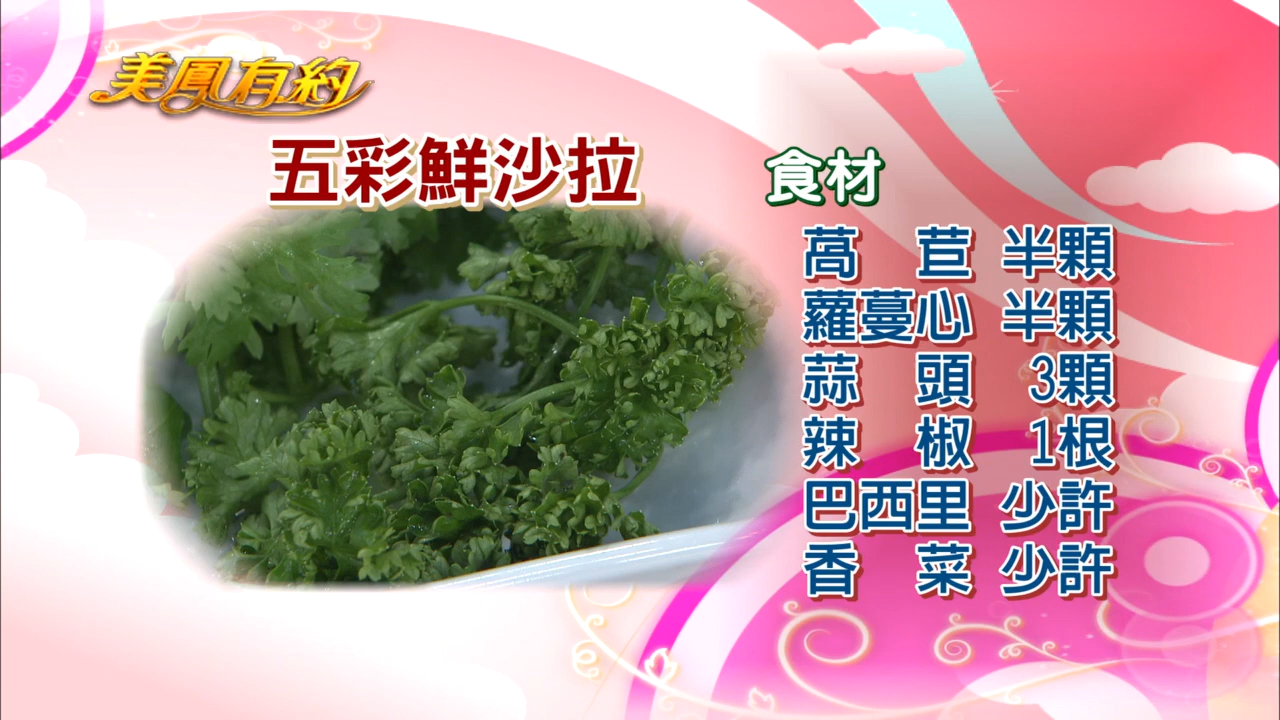 美鳳有約
五彩鮮沙拉
食材
萵 苣 半顆
蘿蔓心 半顆
蒜 頭 3顆
辣 椒 1根
巴西里 少許
香 菜 少許